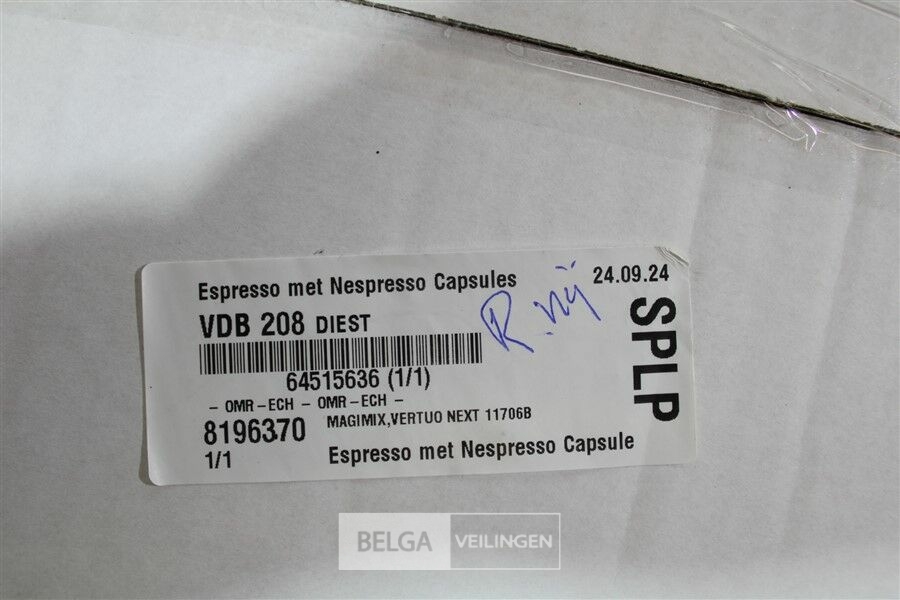 Espresso met Nespresso Capsules
24.09.24
VDB 208 DIEST
SPLP
64515636 (1/1)
- OMR-ECH - OMR-ECH -
8196370
MAGIMIX,VERTUO NEXT 11706B
1/1
Espresso met Nespresso Capsule
BELGA VEILINGEN